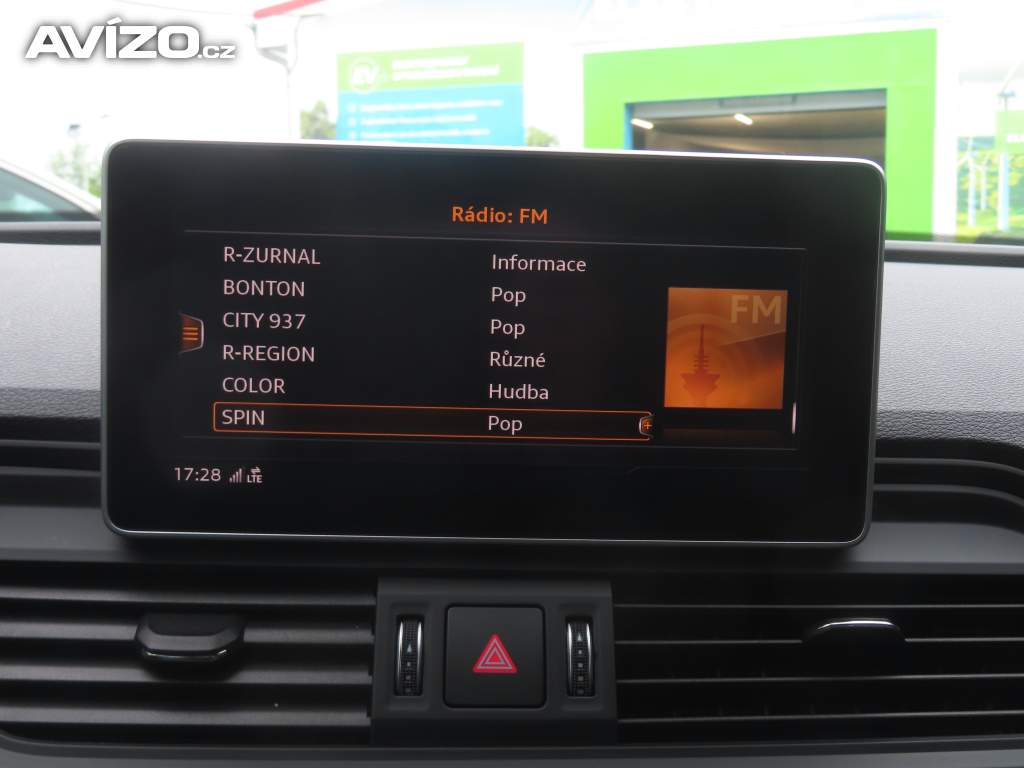 AVÍZO.cz
EV
Rádio: FM
R-ZURNAL Informace
BONTON Pop
CITY 937 Pop
R-REGION Různé
COLOR Hudba
SPIN Pop
FM
17:28 LTE